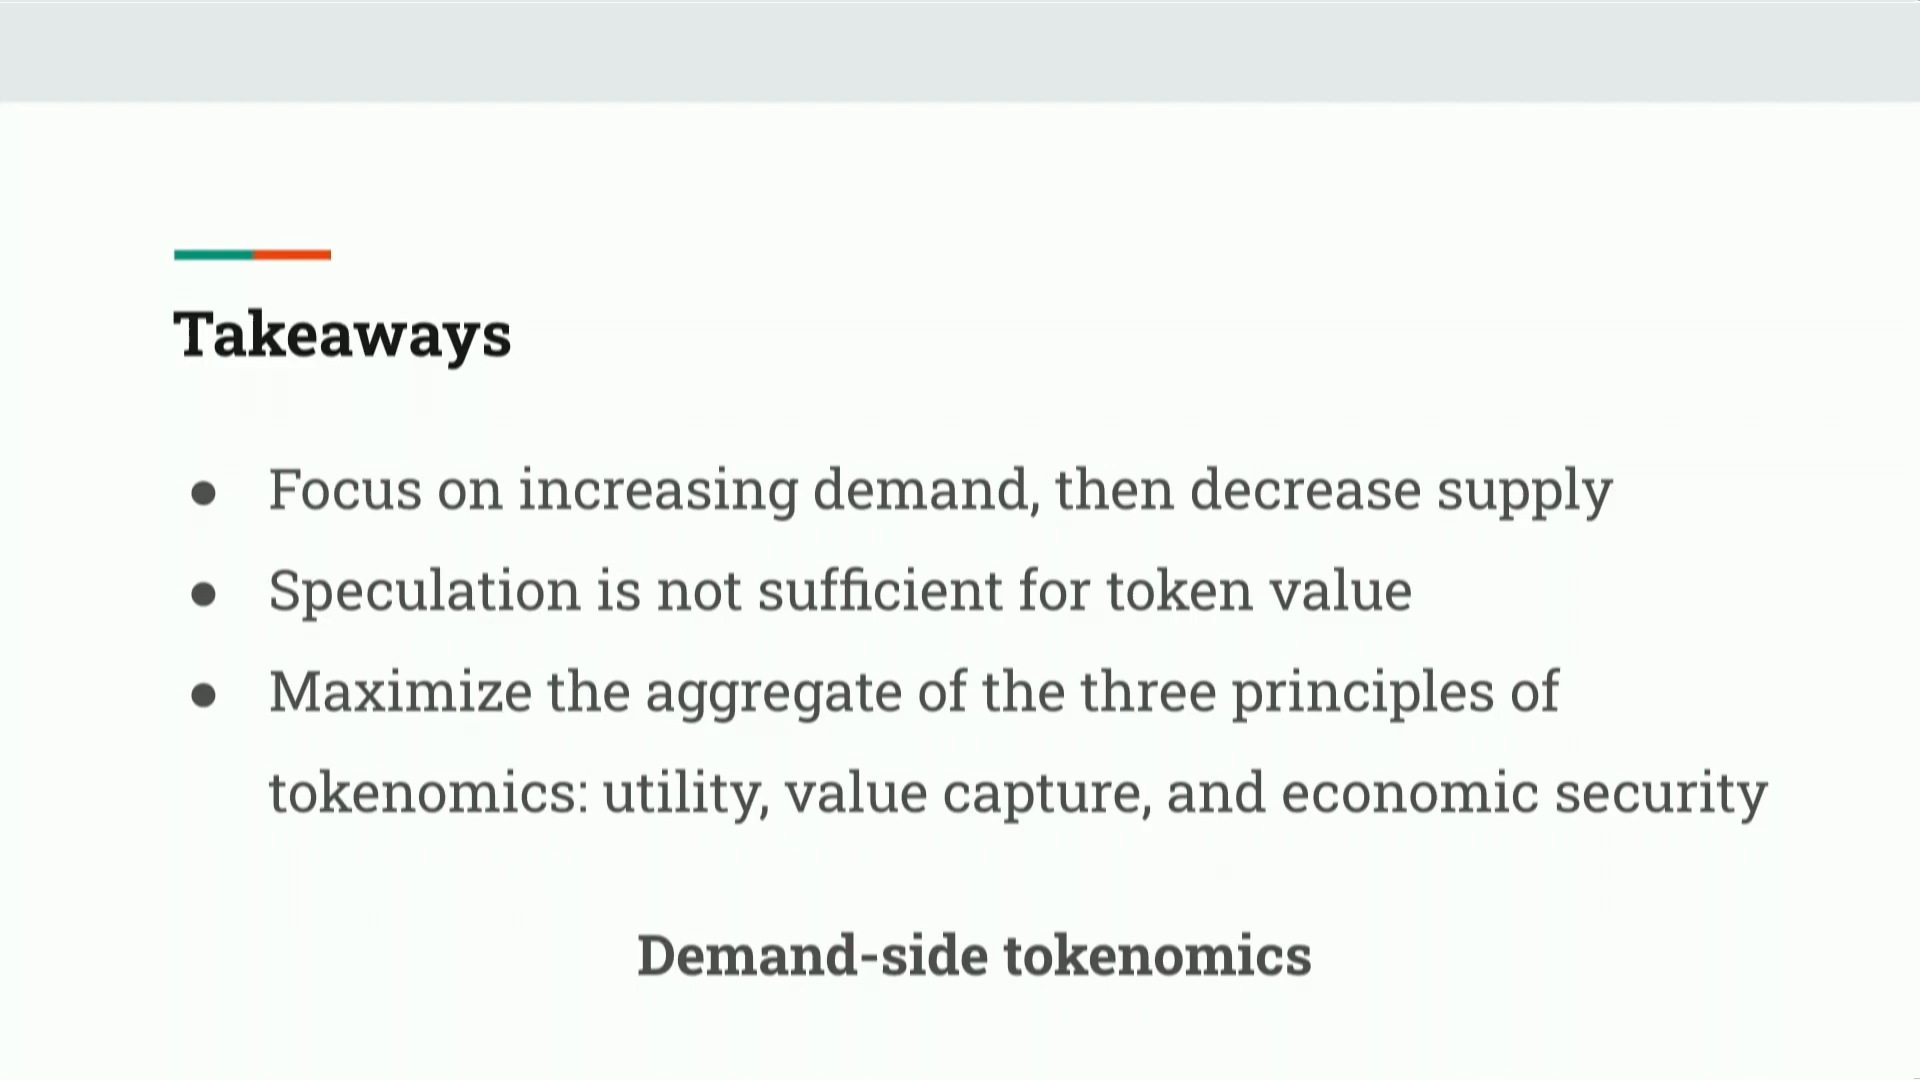 Takeaways
● Focus on increasing demand, then decrease supply
● Speculation is not sufficient for token value
● Maximize the aggregate of the three principles of
tokenomics: utility, value capture, and economic security
Demand-side tokenomics